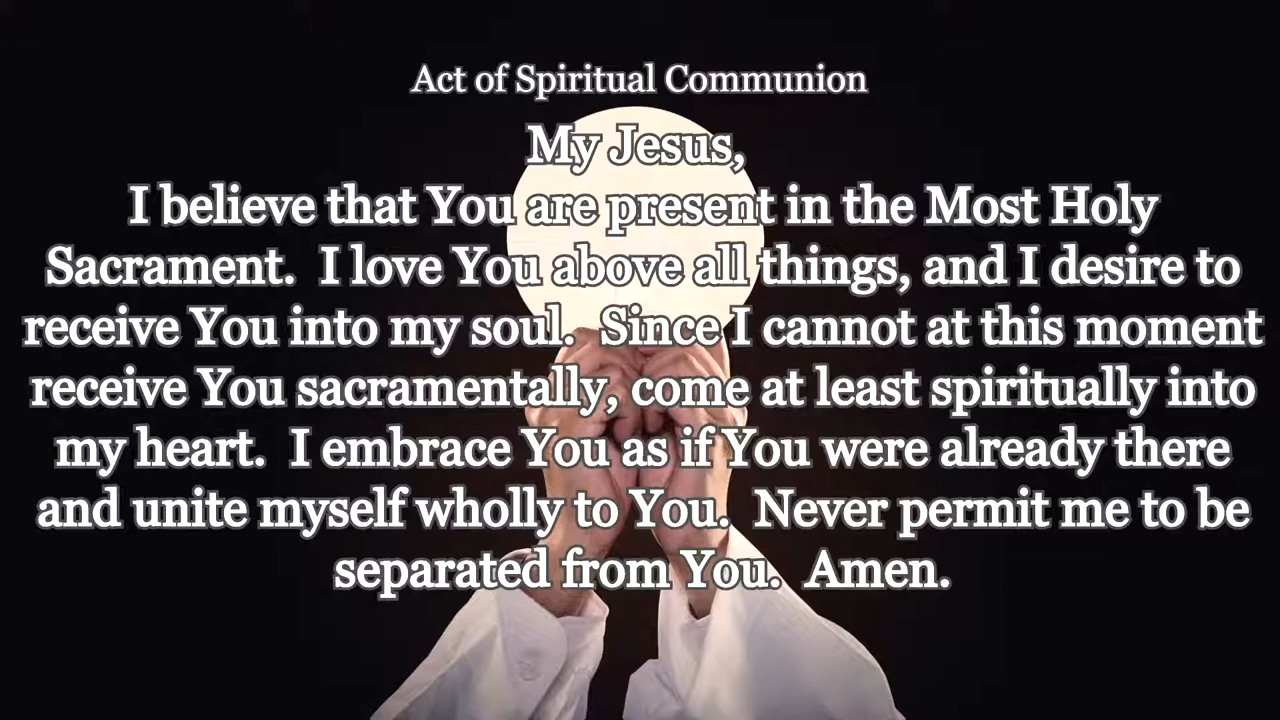 Act of Spiritual Communion
My Jesus,
I believe that You are present in the Most Holy
Sacrament.  I love You above all things, and I desire to
receive You into my soul.  Since I cannot at this moment
receive You sacramentally, come at least spiritually into
my heart.  I embrace You as if You were already there
and unite myself wholly to You.  Never permit me to be
separated from You.  Amen.